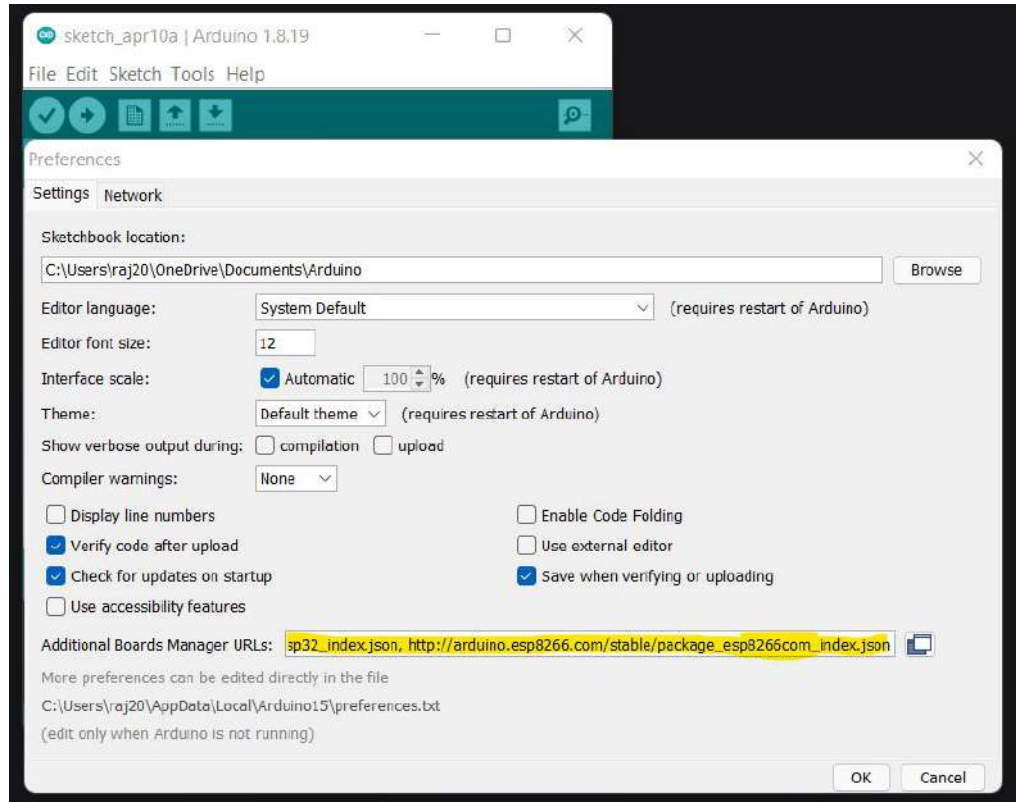 sketch_apr10a | Arduino 1.8.19
File Edit Sketch Tools Help
Preferences
Settings Network
Sketchbook location:
C:\Users\raj20\OneDrive\Documents\Arduino Browse
Editor language: System Default (requires restart of Arduino)
Editor font size: 12
Interface scale: Automatic 100 % (requires restart of Arduino)
Theme: Default theme (requires restart of Arduino)
Show verbose output during: compilation upload
Compiler warnings: None
Display line numbers Enable Code Folding
Verify code after upload Use external editor
Check for updates on startup Save when verifying or uploading
Use accessibility features
Additional Boards Manager URLs: sp32_index.json, http://arduino.esp8266.com/stable/package_esp8266com_index.json
More preferences can be edited directly in the file
C:\Users\raj20\AppData\Local\Arduino15\preferences.txt
(edit only when Arduino is not running)
OK Cancel